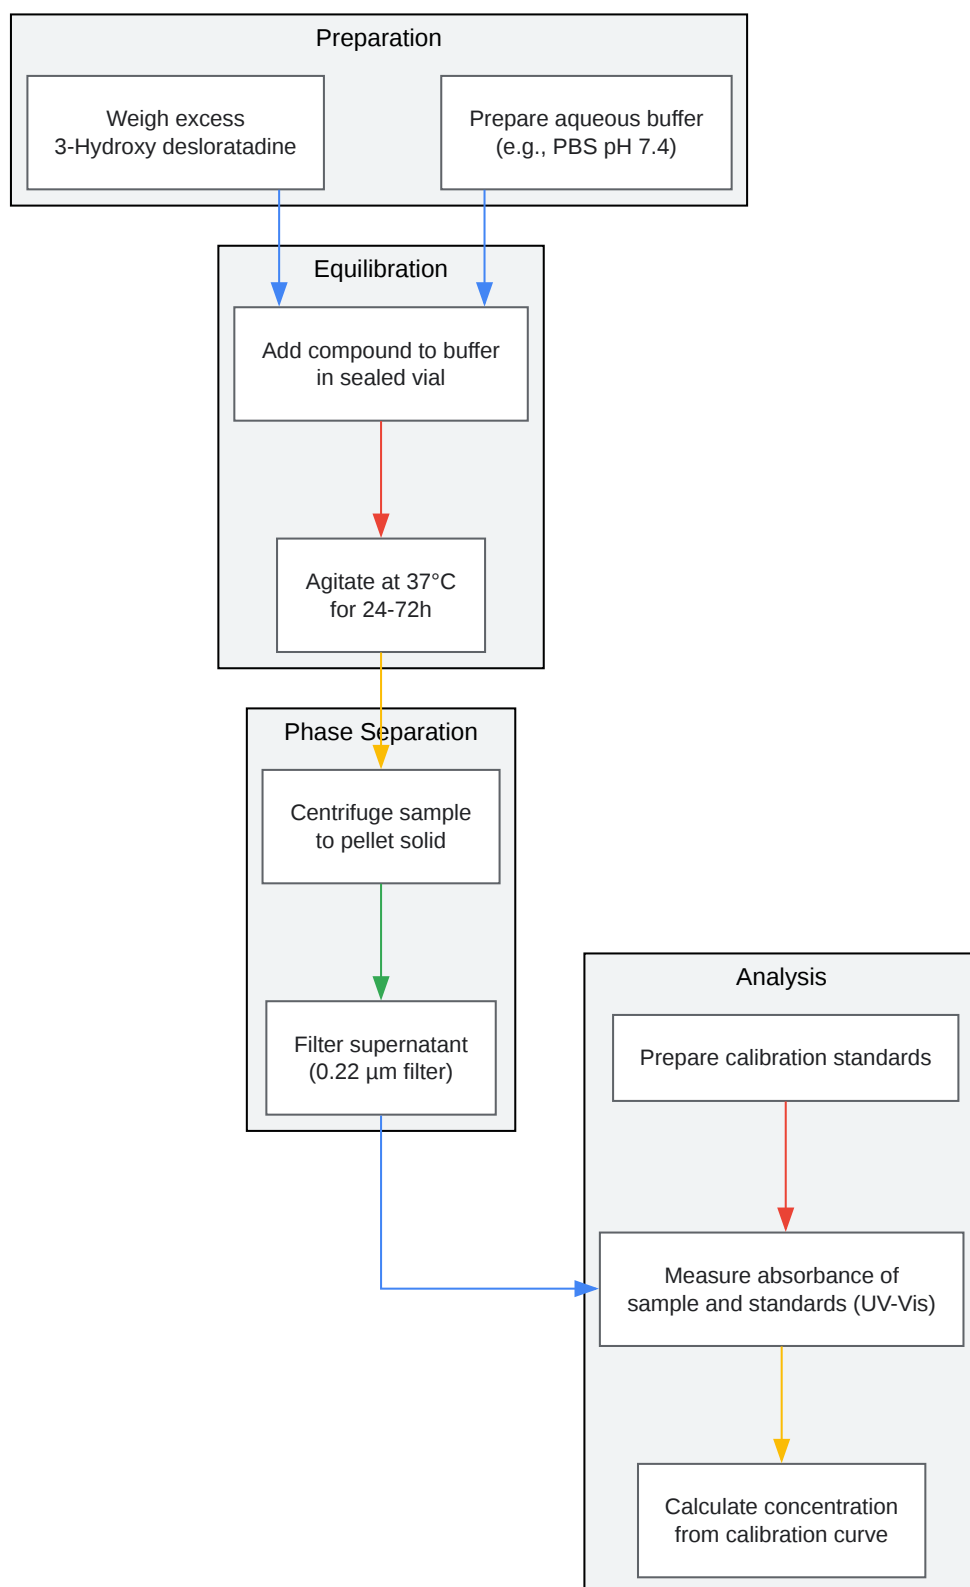 Preparation
Weigh excess
3-Hydroxy desloratadine
Prepare aqueous buffer
(e.g., PBS pH 7.4)
Equilibration
Add compound to buffer
in sealed vial
Agitate at 37°C
for 24-72h
Phase Separation
Centrifuge sample
to pellet solid
Filter supernatant
(0.22 µm filter)
Analysis
Prepare calibration standards
Measure absorbance of
sample and standards (UV-Vis)
Calculate concentration
from calibration curve